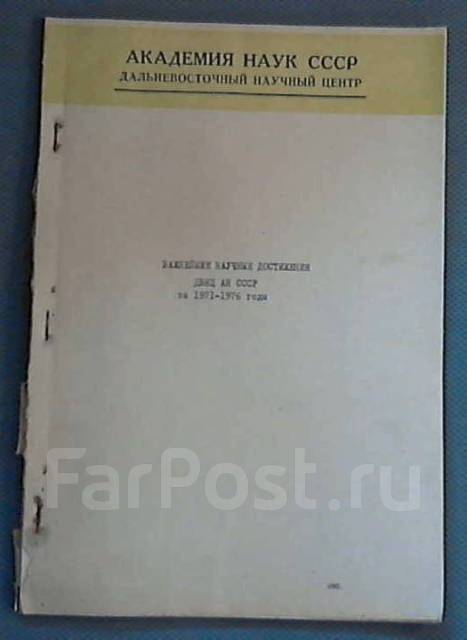 АКАДЕМИЯ НАУК СССР
ДАЛЬНЕВОСТОЧНЫЙ НАУЧНЫЙ ЦЕНТР
ВАЖНЕЙШИЕ НАУЧНЫЕ ДОСТИЖЕНИЯ
ДВНЦ АН СССР
за 1971-1976 годы
FarPost.ru